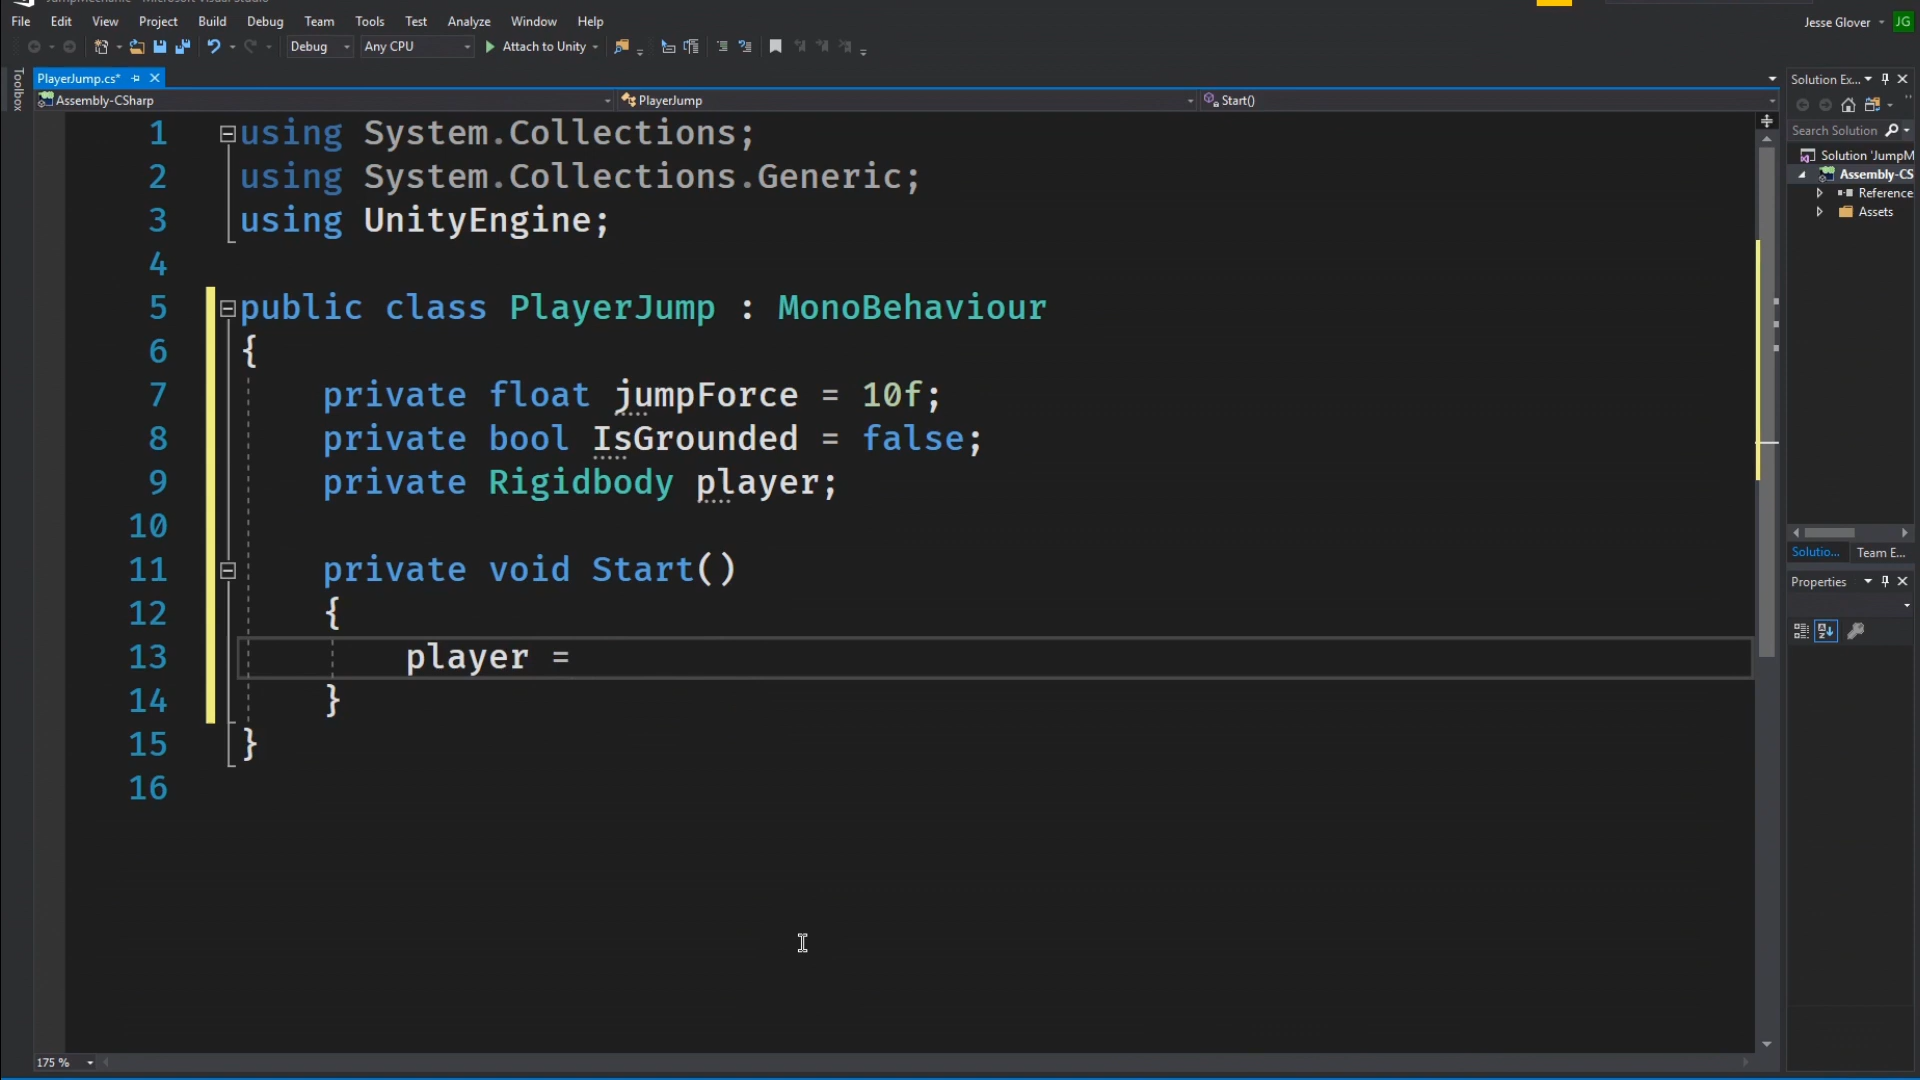 File Edit View Project Build Debug Team Tools Test Analyze Window Help
Jesse Glover JG
Debug Any CPU Attach to Unity
Toolbox
PlayerJump.cs*
Assembly-CSharp PlayerJump Start()
1 using System.Collections;
2 using System.Collections.Generic;
3 using UnityEngine;
4
5 public class PlayerJump : MonoBehaviour
6 {
7 private float jumpForce = 10f;
8 private bool IsGrounded = false;
9 private Rigidbody player;
10
11 private void Start()
12 {
13 player =
14 }
15 }
16
175 %
Solution Ex...
Search Solution
Solution 'JumpM
Assembly-CS
Reference
Assets
Solutio... Team E...
Properties